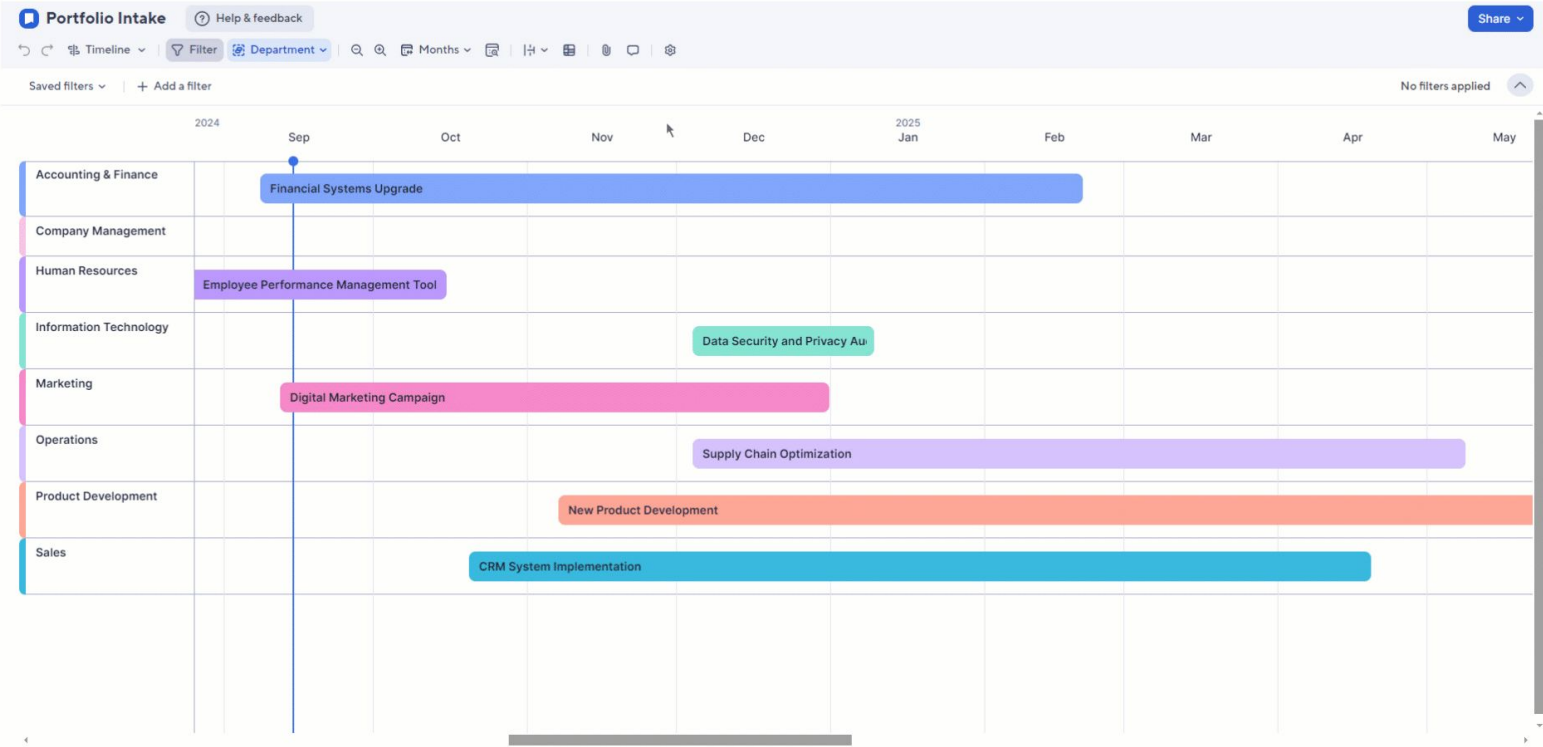 Portfolio Intake
Help & feedback
Share
Timeline
Filter
Department
Months
Saved filters
Add a filter
No filters applied
2024
2025
Sep
Oct
Nov
Dec
Jan
Feb
Mar
Apr
May
Accounting & Finance
Financial Systems Upgrade
Company Management
Human Resources
Employee Performance Management Tool
Information Technology
Data Security and Privacy Au
Marketing
Digital Marketing Campaign
Operations
Supply Chain Optimization
Product Development
New Product Development
Sales
CRM System Implementation